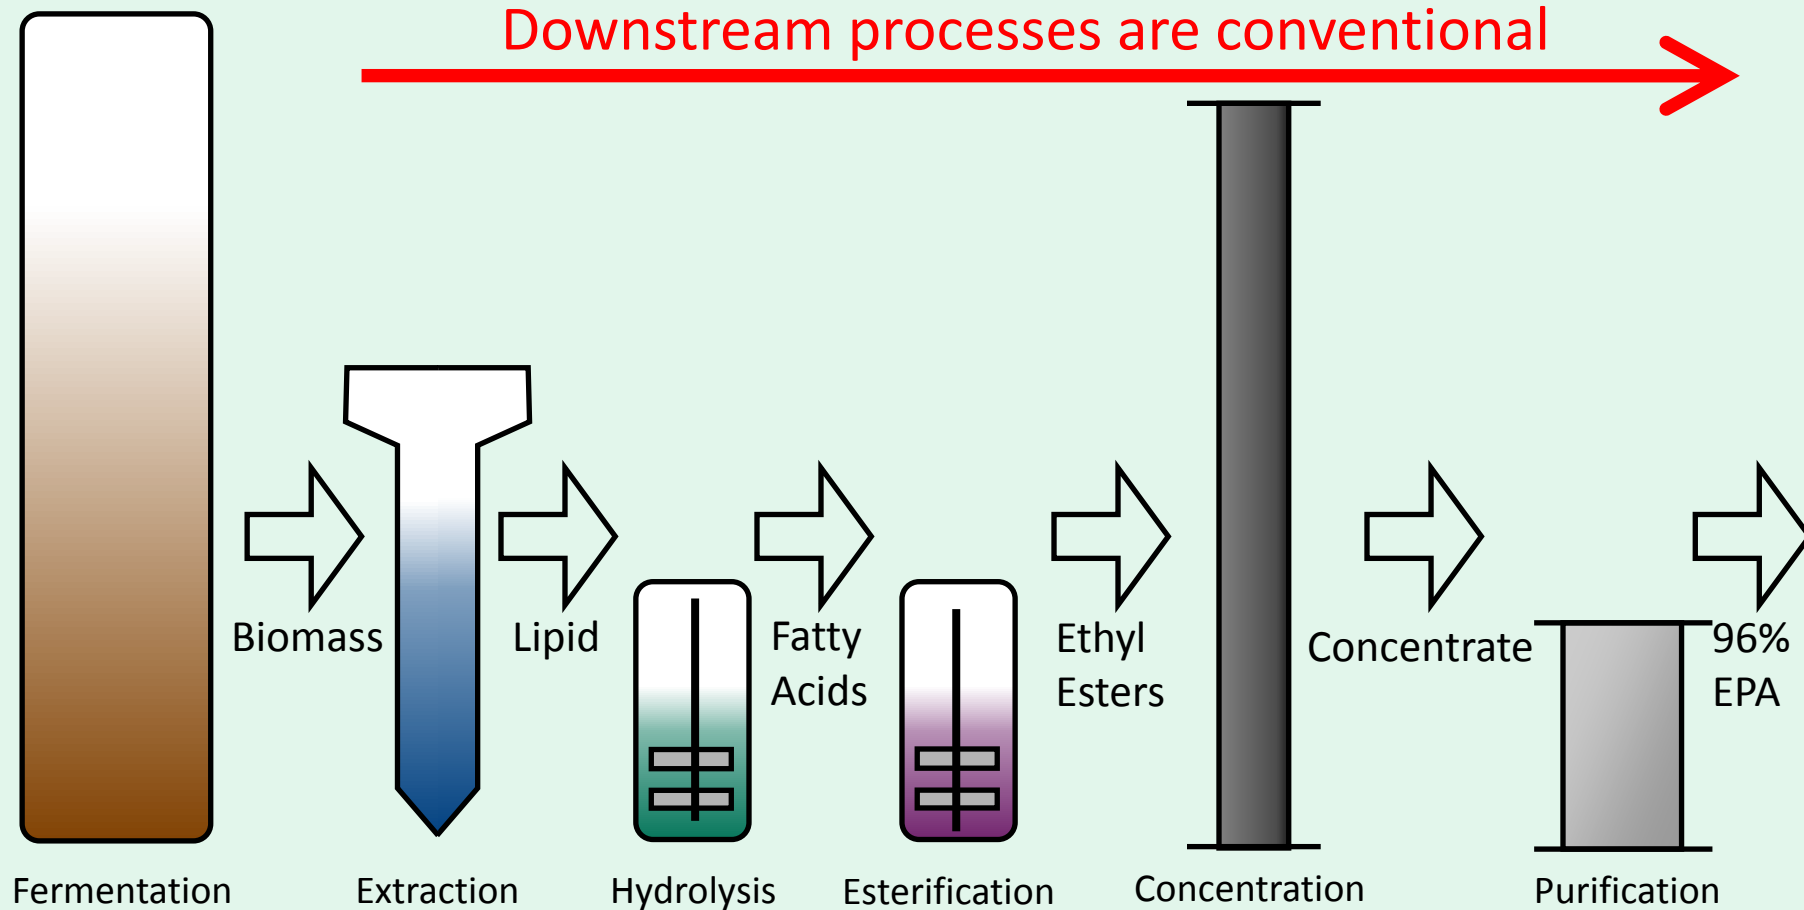 Downstream processes are conventional
Biomass
Lipid
Fatty
Acids
Ethyl
Esters
Concentrate
96%
EPA
Fermentation
Extraction
Hydrolysis
Esterification
Concentration
Purification